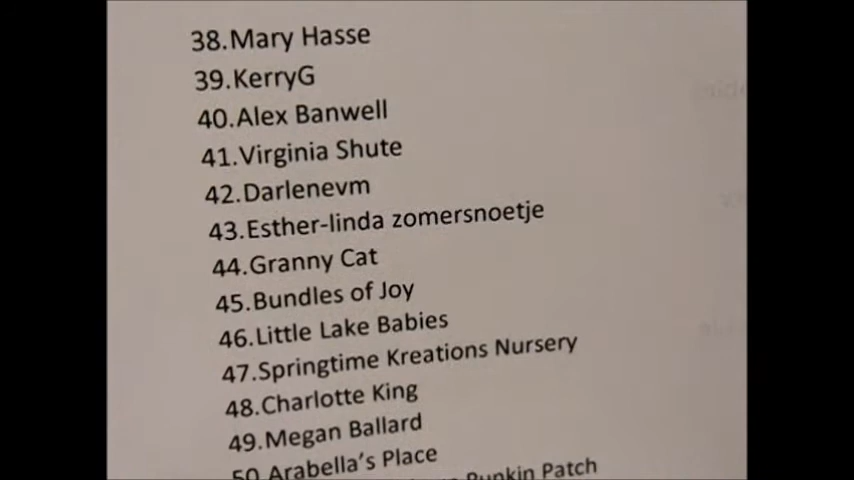 38.Mary Hasse
39.KerryG
40.Alex Banwell
41.Virginia Shute
42.Darlenevm
43.Esther-linda zomersnoetje
44.Granny Cat
45.Bundles of Joy
46.Little Lake Babies
47.Springtime Kreations Nursery
48.Charlotte King
49.Megan Ballard
50.Arabella's Place
Punkin Patch